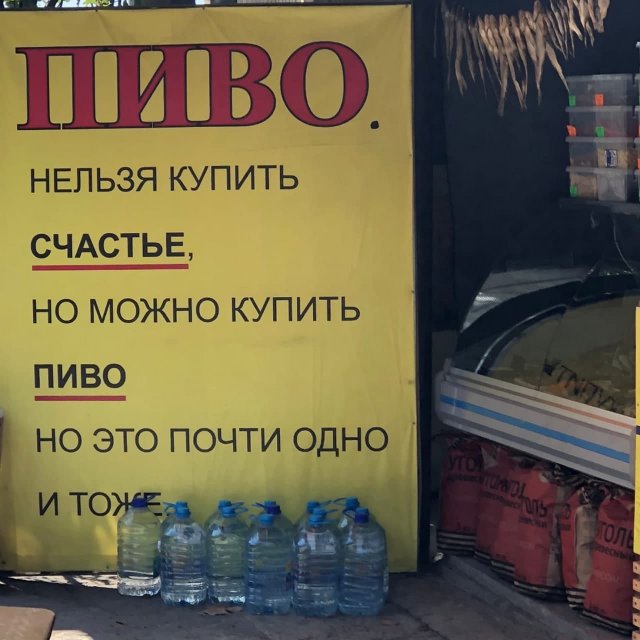 ПИВО.
НЕЛЬЗЯ КУПИТЬ
СЧАСТЬЕ,
НО МОЖНО КУПИТЬ
ПИВО
НО ЭТО ПОЧТИ ОДНО
И ТОЖЕ